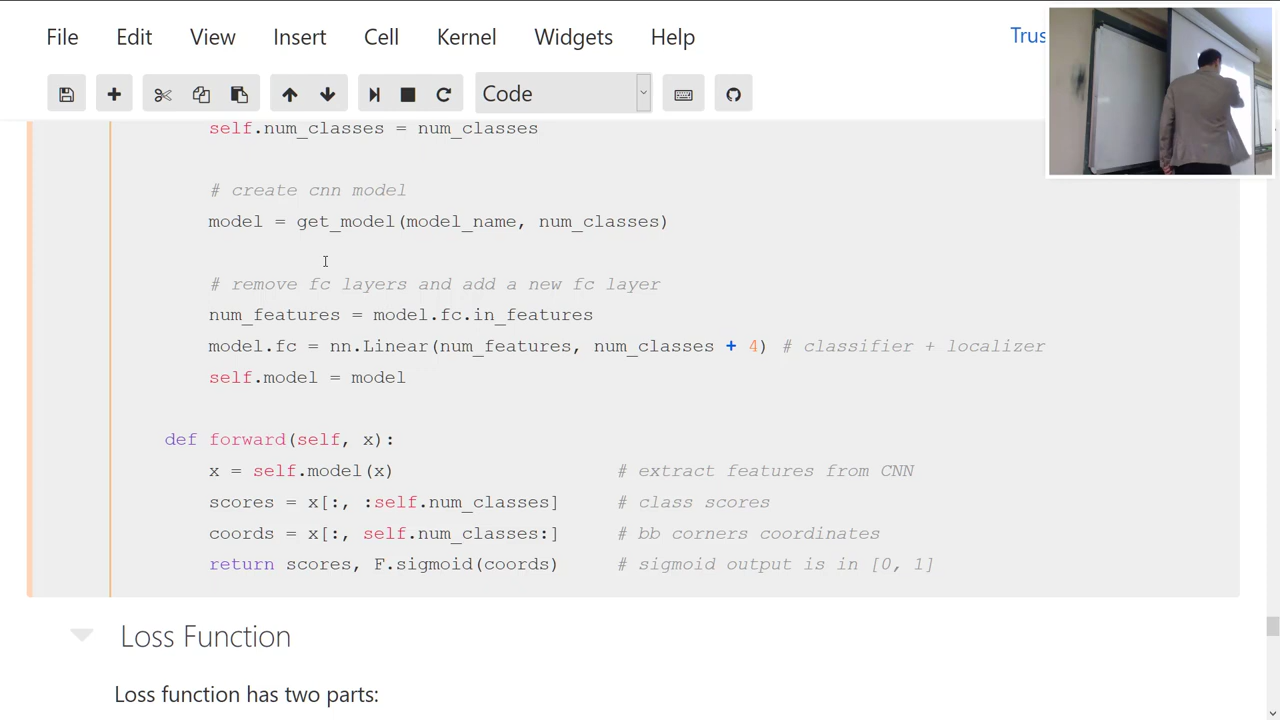 File Edit View Insert Cell Kernel Widgets Help Trus
Code
self.num_classes = num_classes
# create cnn model
model = get_model(model_name, num_classes)
# remove fc layers and add a new fc layer
num_features = model.fc.in_features
model.fc = nn.Linear(num_features, num_classes + 4) # classifier + localizer
self.model = model
def forward(self, x):
x = self.model(x) # extract features from CNN
scores = x[:, :self.num_classes] # class scores
coords = x[:, self.num_classes:] # bb corners coordinates
return scores, F.sigmoid(coords) # sigmoid output is in [0, 1]
Loss Function
Loss function has two parts: